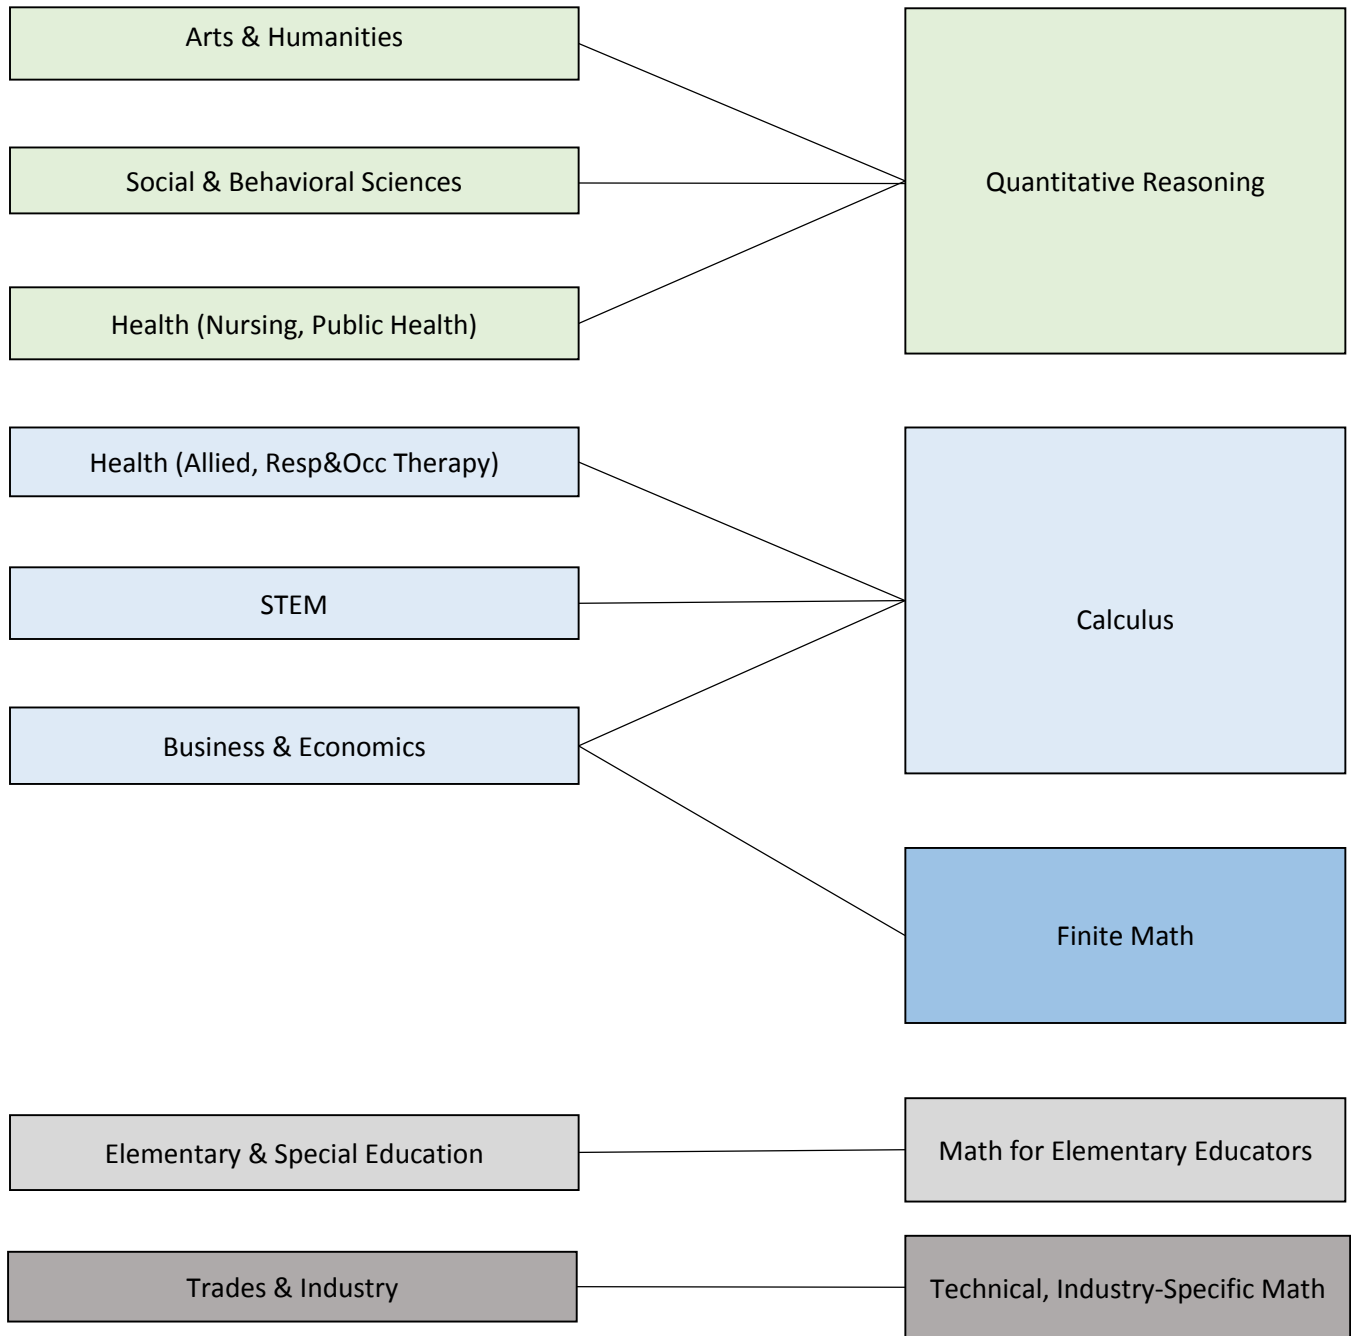 Arts & Humanities
Social & Behavioral Sciences
Quantitative Reasoning
Health (Nursing, Public Health)
Health (Allied, Resp&Occ Therapy)
STEM
Calculus
Business & Economics
Finite Math
Elementary & Special Education
Math for Elementary Educators
Trades & Industry
Technical, Industry-Specific Math